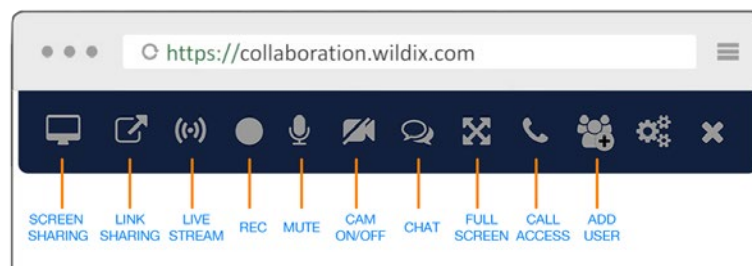 https://collaboration.wildix.com
SCREEN
SHARING
LINK
SHARING
LIVE
STREAM
REC
MUTE
CAM
ON/OFF
CHAT
FULL
SCREEN
CALL
ACCESS
ADD
USER